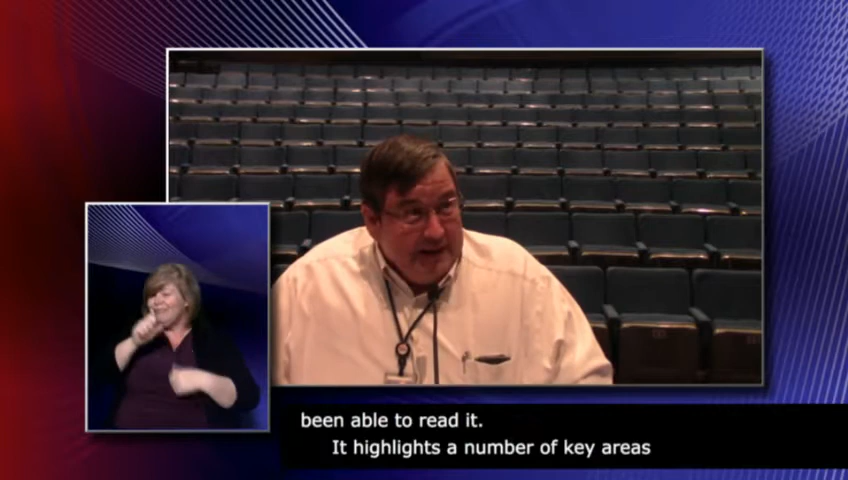 been able to read it.
It highlights a number of key areas